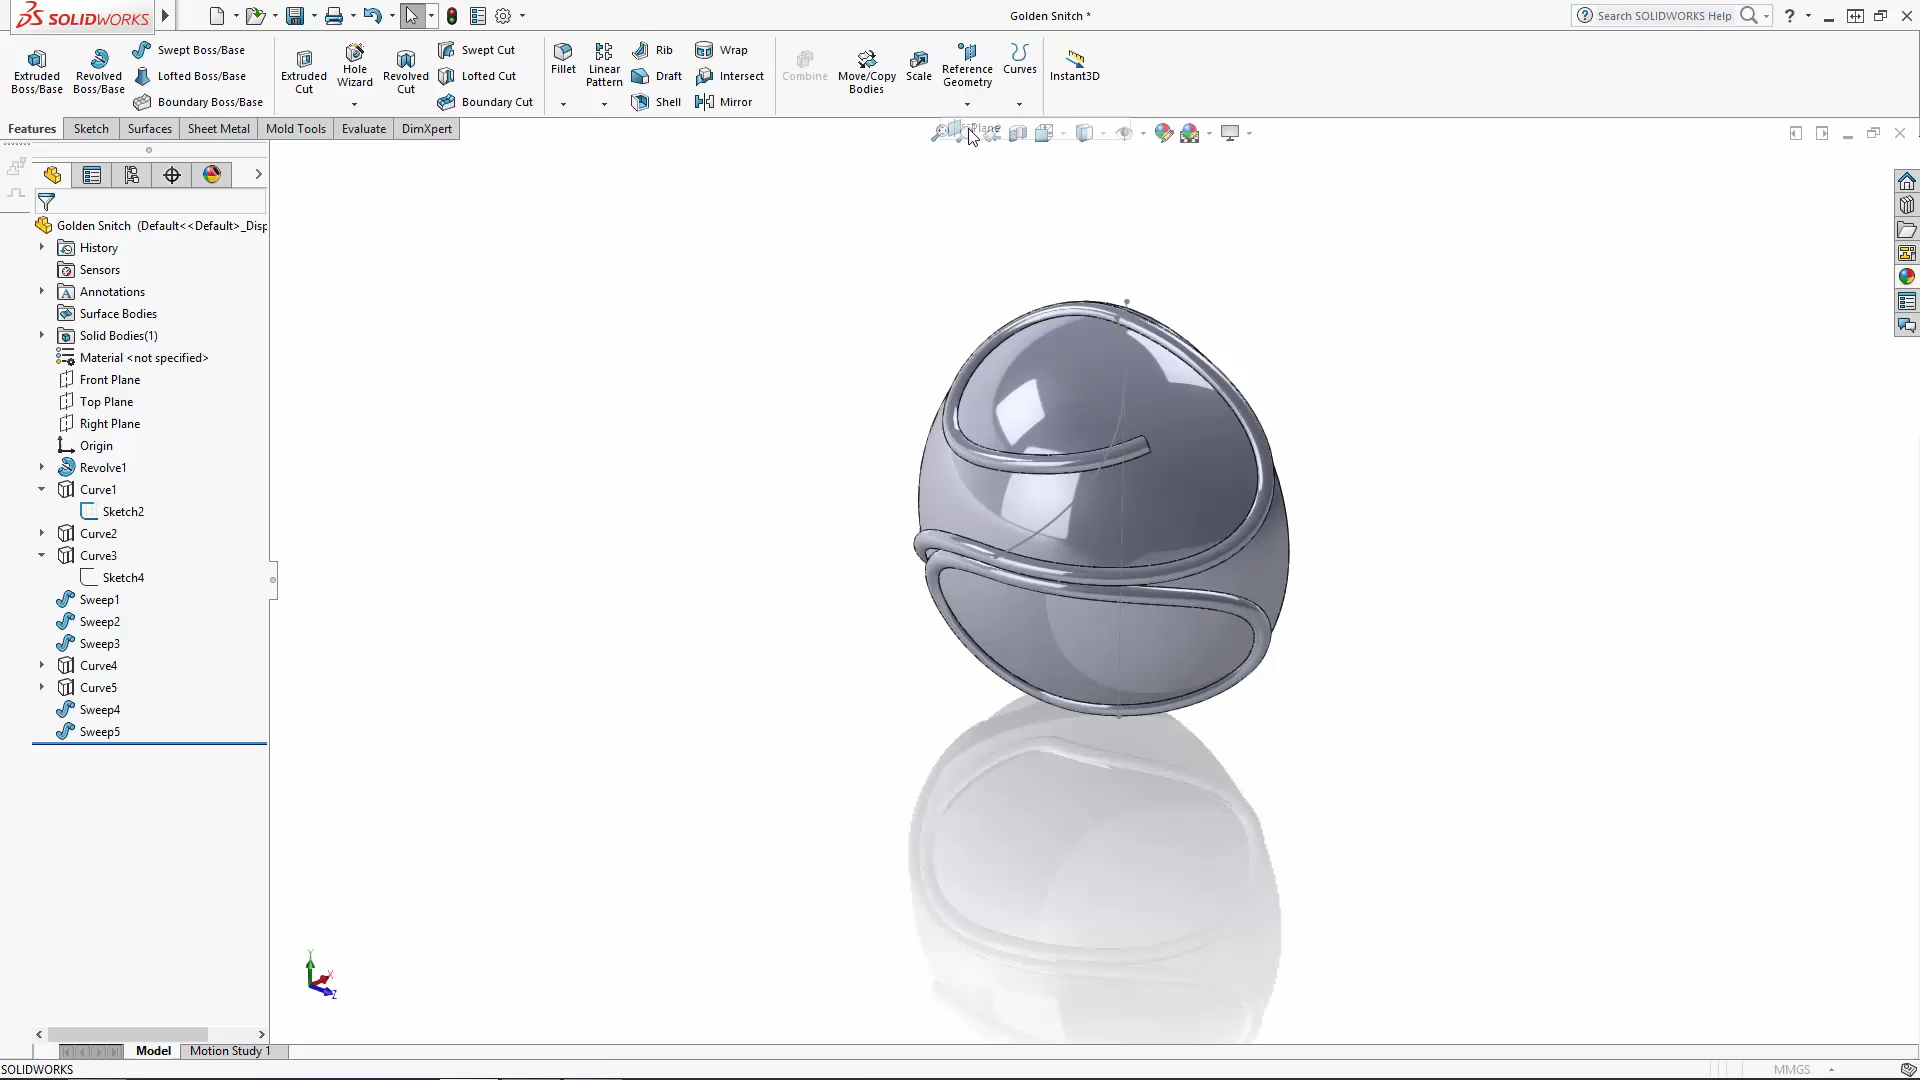 SOLIDWORKS
Golden Snitch *
Search SOLIDWORKS Help
?
Extruded
Boss/Base
Revolved
Boss/Base
Swept Boss/Base
Lofted Boss/Base
Boundary Boss/Base
Extruded
Cut
Hole
Wizard
Revolved
Cut
Swept Cut
Lofted Cut
Boundary Cut
Fillet
Linear
Pattern
Rib
Draft
Shell
Wrap
Intersect
Mirror
Combine
Move/Copy
Bodies
Scale
Reference
Geometry
Curves
Instant3D
Features
Sketch
Surfaces
Sheet Metal
Mold Tools
Evaluate
DimXpert
Plane
Golden Snitch (Default<<Default>_Disp
History
Sensors
Annotations
Surface Bodies
Solid Bodies(1)
Material <not specified>
Front Plane
Top Plane
Right Plane
Origin
Revolve1
Curve1
Sketch2
Curve2
Curve3
Sketch4
Sweep1
Sweep2
Sweep3
Curve4
Curve5
Sweep4
Sweep5
Y
X
Z
Model
Motion Study 1
SOLIDWORKS
MMGS